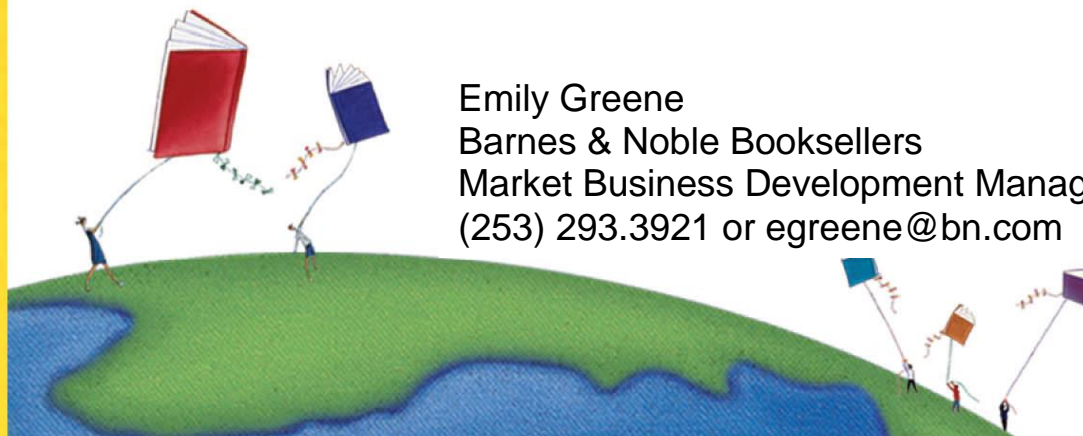 Emily Greene
Barnes & Noble Booksellers
Market Business Development Manag
(253) 293.3921 or egreene@bn.com